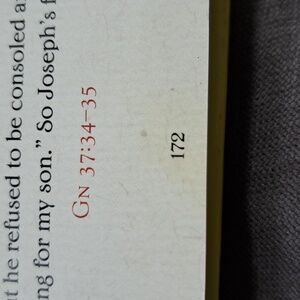 he refused to be consoled
ng for my son.” So Joseph’s
GN 37:34–35
172